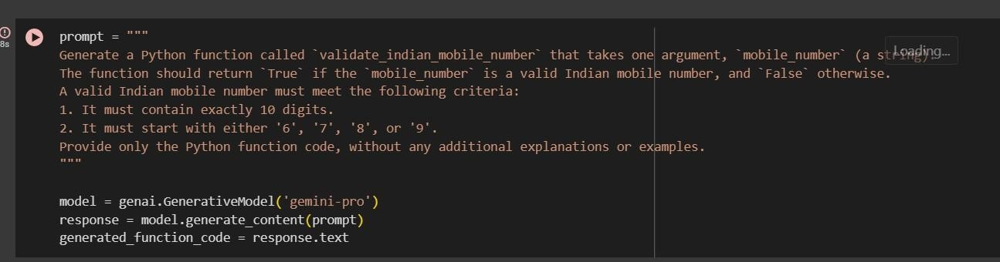 prompt = """
Generate a Python function called `validate_indian_mobile_number` that takes one argument, `mobile_number` (a string).
Loading...
The function should return `True` if the `mobile_number` is a valid Indian mobile number, and `False` otherwise.
8s
A valid Indian mobile number must meet the following criteria:
1. It must contain exactly 10 digits.
2. It must start with either '6', '7', '8', or '9'.
Provide only the Python function code, without any additional explanations or examples.
"""
model = genai.GenerativeModel('gemini-pro')
response = model.generate_content(prompt)
generated_function_code = response.text